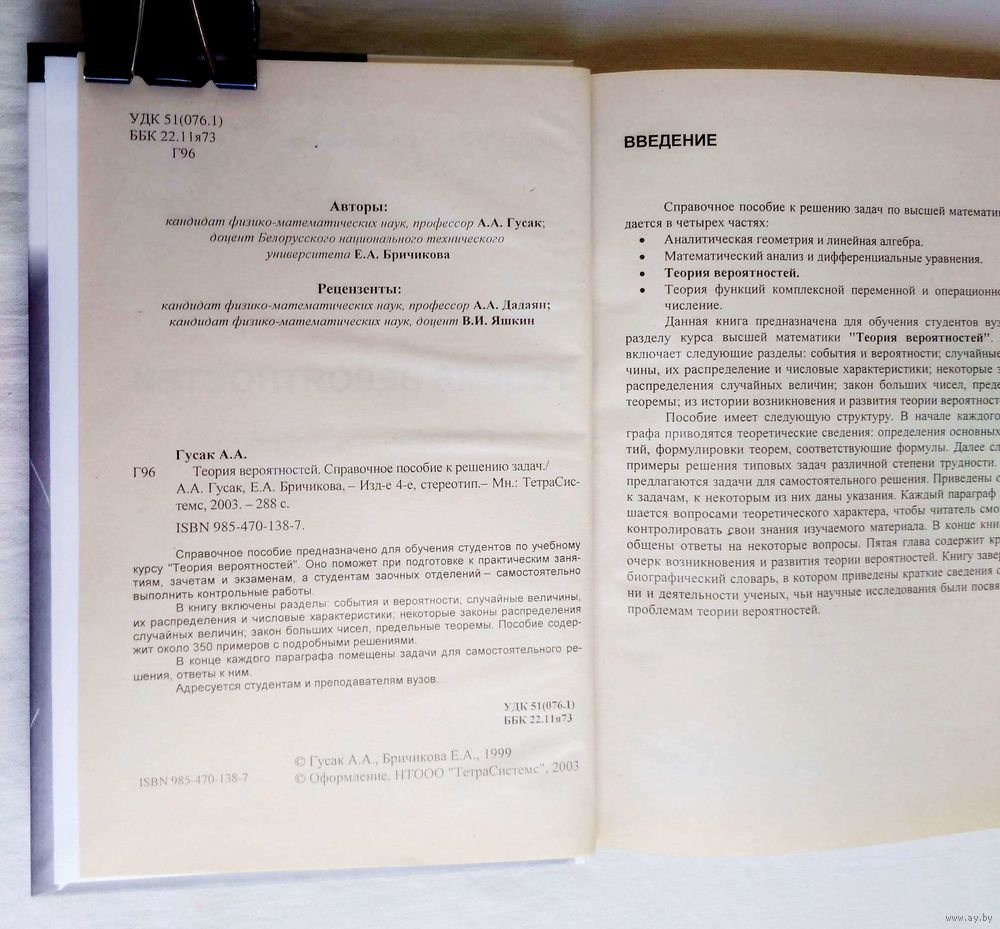 УДК 51(076.1)
ББК 22.11я73
Г96
Авторы:
кандидат физико-математических наук, профессор А.А. Гусак;
доцент Белорусского национального технического
университета Е.А. Бричикова
Рецензенты:
кандидат физико-математических наук, профессор А.А. Дадаян;
кандидат физико-математических наук, доцент В.И. Яшкин
Гусак А.А.
Г96 Теория вероятностей. Справочное пособие к решению задач./
А.А. Гусак, Е.А. Бричикова. – Изд-е 4-е, стереотип.– Мн.: ТетраСис-
темс, 2003. – 288 с.
ISBN 985-470-138-7.
Справочное пособие предназначено для обучения студентов по учебному
курсу "Теория вероятностей". Оно поможет при подготовке к практическим заня-
тиям, зачетам и экзаменам, а студентам заочных отделений – самостоятельно
выполнить контрольные работы.
В книгу включены разделы: события и вероятности; случайные величины,
их распределения и числовые характеристики; некоторые законы распределения
случайных величин; закон больших чисел, предельные теоремы. Пособие содер-
жит около 350 примеров с подробными решениями.
В конце каждого параграфа помещены задачи для самостоятельного ре-
шения, ответы к ним.
Адресуется студентам и преподавателям вузов.
УДК 51(076.1)
ББК 22.11я73
© Гусак А.А., Бричикова Е.А., 1999
ISBN 985-470-138-7 © Оформление. НТООО "ТетраСистемс", 2003
ВВЕДЕНИЕ
Справочное пособие к решению задач по высшей математи
дается в четырех частях:
• Аналитическая геометрия и линейная алгебра.
• Математический анализ и дифференциальные уравнения.
• Теория вероятностей.
• Теория функций комплексной переменной и операционно
числение.
Данная книга предназначена для обучения студентов вуз
разделу курса высшей математики "Теория вероятностей".
включает следующие разделы: события и вероятности; случайные
чины, их распределение и числовые характеристики; некоторые з
распределения случайных величин; закон больших чисел, преде
теоремы; из истории возникновения и развития теории вероятност
Пособие имеет следующую структуру. В начале каждого
графа приводятся теоретические сведения: определения основных
тий, формулировки теорем, соответствующие формулы. Далее сл
примеры решения типовых задач различной степени трудности.
предлагаются задачи для самостоятельного решения. Приведены о
к задачам, к некоторым из них даны указания. Каждый параграф
шается вопросами теоретического характера, чтобы читатель смо
контролировать свои знания изучаемого материала. В конце книг
общены ответы на некоторые вопросы. Пятая глава содержит кр
очерк возникновения и развития теории вероятностей. Книгу завер
биографический словарь, в котором приведены краткие сведения о
ни и деятельности ученых, чьи научные исследования были посвя
проблемам теории вероятностей.
www.ay.by